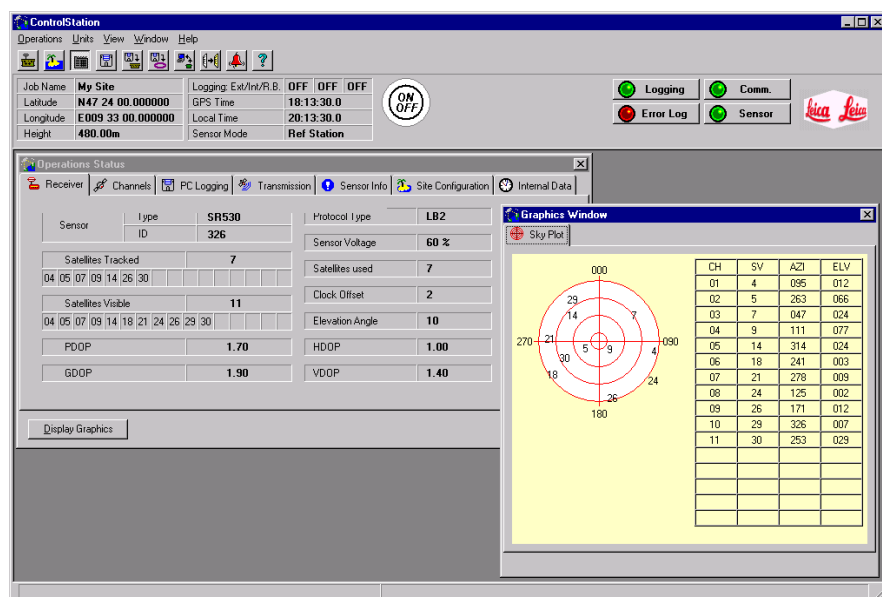 ControlStation
Operations Units View Window Help
Job Name My Site Logging: Ext/Int/R.B. OFF OFF OFF
Latitude N47 24 00.000000 GPS Time 18:13:30.0
Longitude E009 33 00.000000 Local Time 20:13:30.0
Height 480.00m Sensor Mode Ref Station
ON
OFF
Logging Comm.
Error Log Sensor
Leica Leica
Operations Status
Receiver Channels PC Logging Transmission Sensor Info Site Configuration Internal Data
Sensor Type SR530
ID 326
Satellites Tracked 7
04 05 07 09 14 26 30
Satellites Visible 11
04 05 07 09 14 18 21 24 26 29 30
PDOP 1.70
GDOP 1.90
Protocol Type LB2
Sensor Voltage 60 %
Satellites used 7
Clock Offset 2
Elevation Angle 10
HDOP 1.00
VDOP 1.40
Display Graphics
Graphics Window
Sky Plot
000
29
14 7
270 21 5 9 4 090
30
18 24
26
180
CH SV AZI ELV
01 4 095 012
02 5 263 066
03 7 047 024
04 9 111 077
05 14 314 024
06 18 241 003
07 21 278 009
08 24 125 002
09 26 171 012
10 29 326 007
11 30 253 029